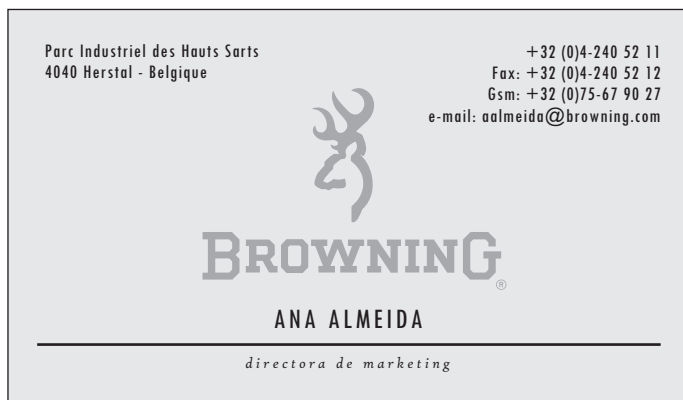 Parc Industriel des Hauts Sarts
4040 Herstal - Belgique
+32 (0)4-240 52 11
Fax: +32 (0)4-240 52 12
Gsm: +32 (0)75-67 90 27
e-mail: aalmeida@browning.com
BROWNING®
ANA ALMEIDA
directora de marketing